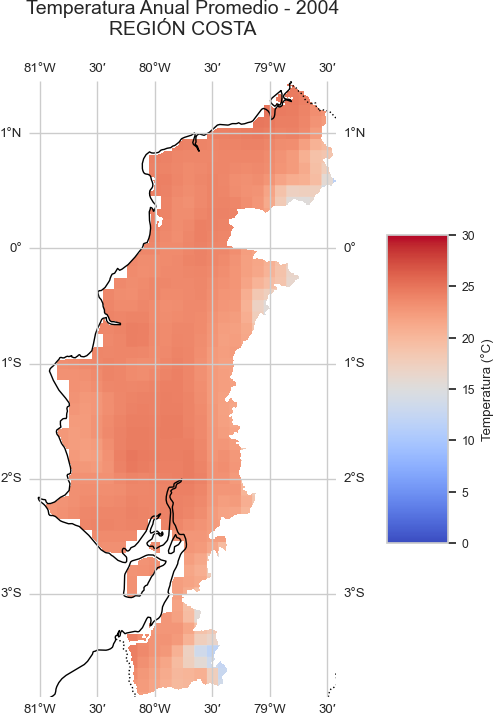 Temperatura Anual Promedio - 2004
REGIÓN COSTA
81°W 30′ 80°W 30′ 79°W 30′
1°N 1°N
0° 0°
1°S 1°S
2°S 2°S
3°S 3°S
81°W 30′ 80°W 30′ 79°W 30′
30
25
20
15
10
5
0
Temperatura (°C)